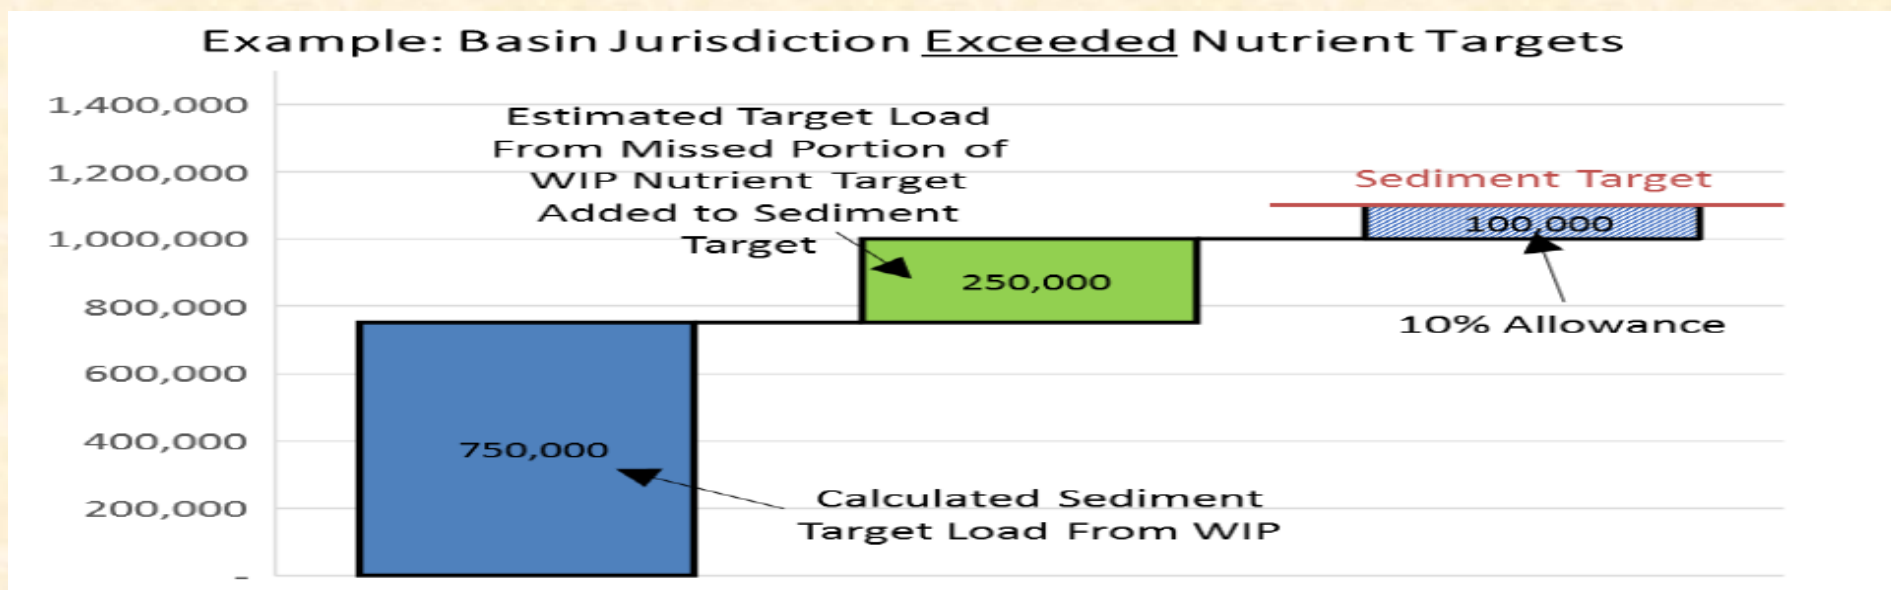 Example: Basin Jurisdiction Exceeded Nutrient Targets
1,400,000
1,200,000
1,000,000
800,000
600,000
400,000
200,000
-
Estimated Target Load
From Missed Portion of
WIP Nutrient Target
Added to Sediment
Target
Sediment Target
100,000
250,000
10% Allowance
750,000
Calculated Sediment
Target Load From WIP